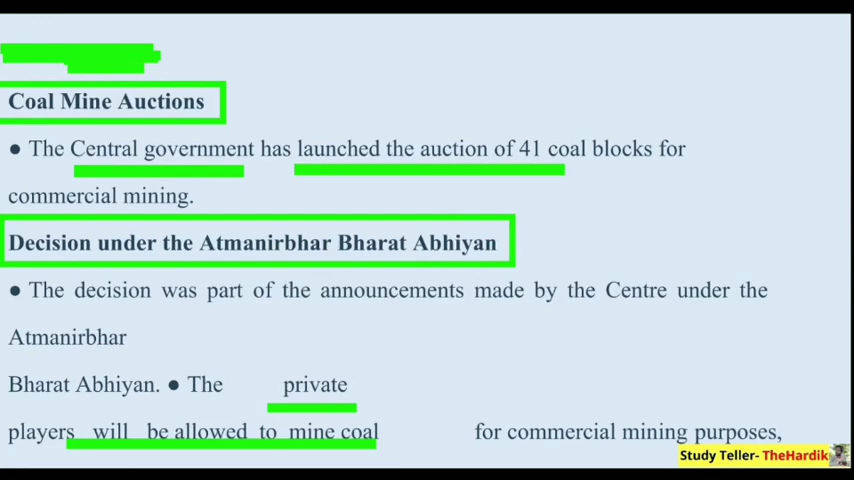 Coal Mine Auctions
● The Central government has launched the auction of 41 coal blocks for
commercial mining.
Decision under the Atmanirbhar Bharat Abhiyan
● The decision was part of the announcements made by the Centre under the
Atmanirbhar
Bharat Abhiyan. ● The private
players will be allowed to mine coal for commercial mining purposes,
Study Teller- TheHardik